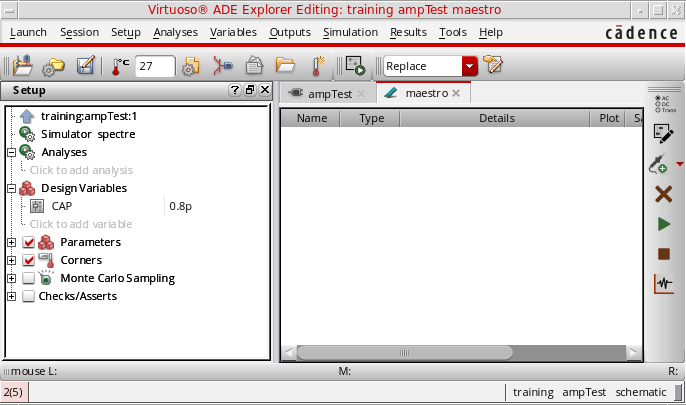 Virtuoso® ADE Explorer Editing: training ampTest maestro
Launch Session Setup Analyses Variables Outputs Simulation Results Tools Help cādence
°C 27 Replace
Setup ?
ampTest maestro
Name Type Details Plot Sa
training:ampTest:1
Simulator spectre
Analyses
Click to add analysis
Design Variables
CAP 0.8p
Click to add variable
Parameters
Corners
Monte Carlo Sampling
Checks/Asserts
AC
DC
Trans
mouse L: M: R:
2(5) training ampTest schematic